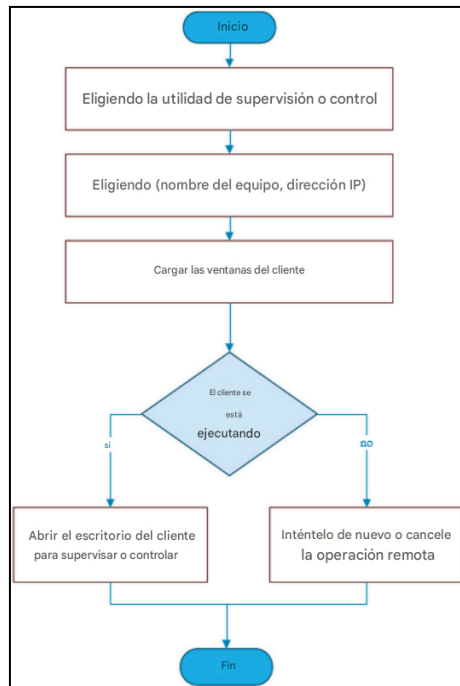 Inicio
Eligiendo la utilidad de supervisión o control
Eligiendo (nombre del equipo, dirección IP)
Cargar las ventanas del cliente
El cliente se
está
ejecutando
sí
no
Abrir el escritorio del cliente
para supervisar o controlar
Inténtelo de nuevo o cancele
la operación remota
Fin